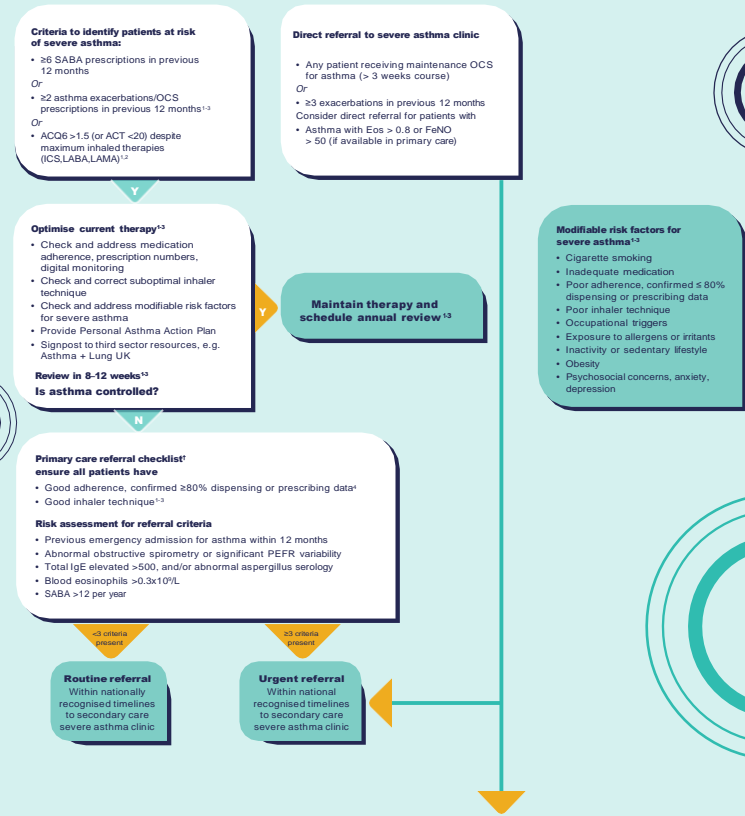 Criteria to identify patients at risk
of severe asthma:
• ≥6 SABA prescriptions in previous
12 months
Or
• ≥2 asthma exacerbations/OCS
prescriptions in previous 12 months¹⁻³
Or
• ACQ6 >1.5 (or ACT <20) despite
maximum inhaled therapies
(ICS,LABA,LAMA)¹,²
Y
Direct referral to severe asthma clinic
• Any patient receiving maintenance OCS
for asthma (> 3 weeks course)
Or
• ≥3 exacerbations in previous 12 months
Consider direct referral for patients with
• Asthma with Eos > 0.8 or FeNO
> 50 (if available in primary care)
Optimise current therapy¹⁻³
• Check and address medication
adherence, prescription numbers,
digital monitoring
• Check and correct suboptimal inhaler
technique
• Check and address modifiable risk factors
for severe asthma
• Provide Personal Asthma Action Plan
• Signpost to third sector resources, e.g.
Asthma + Lung UK
Review in 8–12 weeks¹⁻³
Is asthma controlled?
Y
Maintain therapy and
schedule annual review¹⁻³
Modifiable risk factors for
severe asthma¹⁻³
• Cigarette smoking
• Inadequate medication
• Poor adherence, confirmed ≤ 80%
dispensing or prescribing data
• Poor inhaler technique
• Occupational triggers
• Exposure to allergens or irritants
• Inactivity or sedentary lifestyle
• Obesity
• Psychosocial concerns, anxiety,
depression
N
Primary care referral checklist†
ensure all patients have
• Good adherence, confirmed ≥80% dispensing or prescribing data⁴
• Good inhaler technique¹⁻³
Risk assessment for referral criteria
• Previous emergency admission for asthma within 12 months
• Abnormal obstructive spirometry or significant PEFR variability
• Total IgE elevated >500, and/or abnormal aspergillus serology
• Blood eosinophils >0.3x10⁹/L
• SABA >12 per year
<3 criteria
present
≥3 criteria
present
Routine referral
Within nationally
recognised timelines
to secondary care
severe asthma clinic
Urgent referral
Within national
recognised timelines
to secondary care
severe asthma clinic